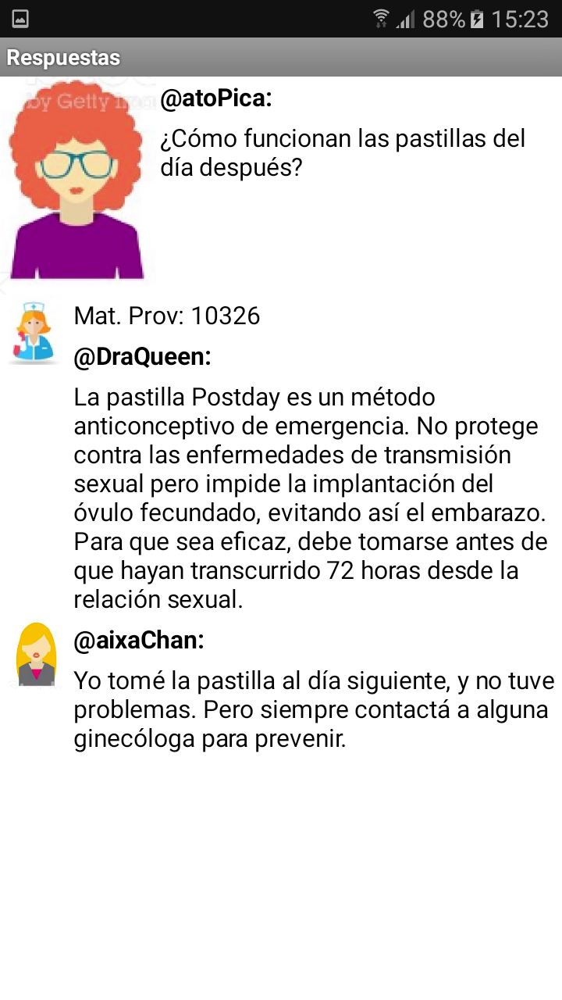 88% 15:23
Respuestas
by Getty
@atoPica:
¿Cómo funcionan las pastillas del
día después?
Mat. Prov: 10326
@DraQueen:
La pastilla Postday es un método
anticonceptivo de emergencia. No protege
contra las enfermedades de transmisión
sexual pero impide la implantación del
óvulo fecundado, evitando así el embarazo.
Para que sea eficaz, debe tomarse antes de
que hayan transcurrido 72 horas desde la
relación sexual.
@aixaChan:
Yo tomé la pastilla al día siguiente, y no tuve
problemas. Pero siempre contactá a alguna
ginecóloga para prevenir.